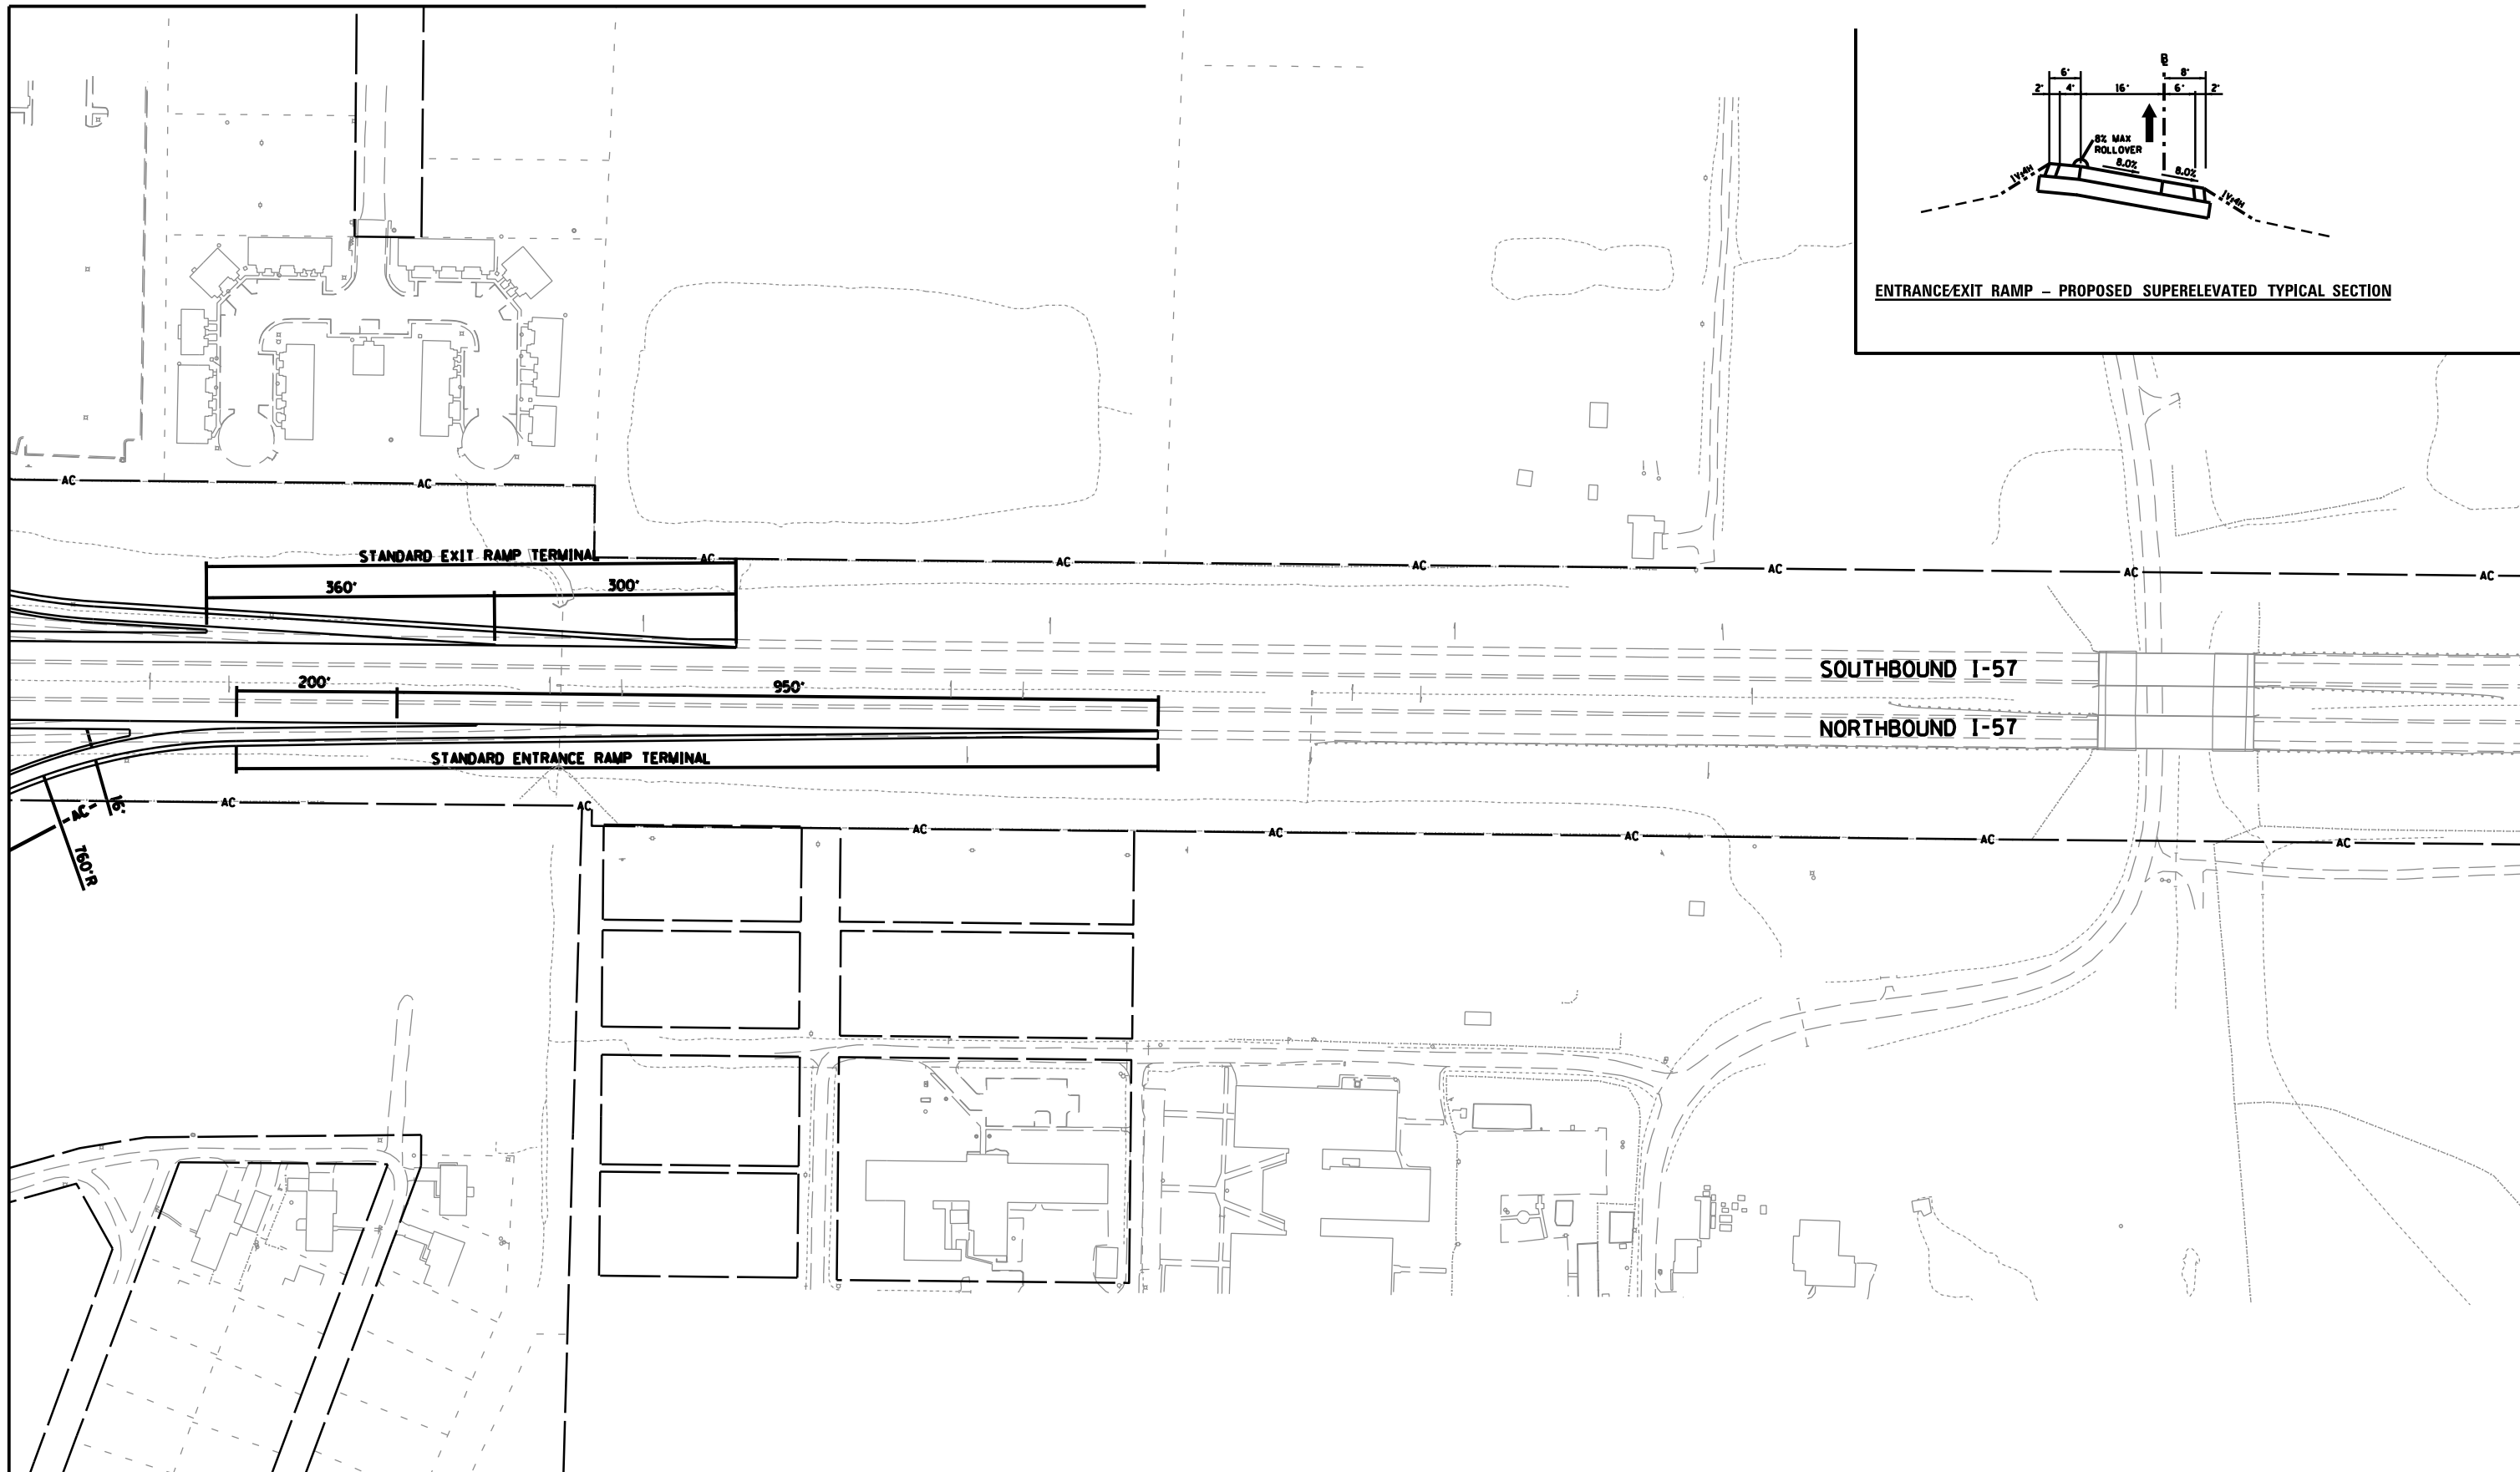 6' 8'
2' 4' 16' 6' 2'
8% MAX
ROLLOVER
8.0% 8.0%
1V:4H 1V:4H
ENTRANCE/EXIT RAMP – PROPOSED SUPERELEVATED TYPICAL SECTION
AC AC
STANDARD EXIT RAMP TERMINAL
AC AC AC AC AC AC
360' 300'
SOUTHBOUND I-57
200' 950'
NORTHBOUND I-57
STANDARD ENTRANCE RAMP TERMINAL
AC AC
16'
AC
760'R
AC AC AC AC AC